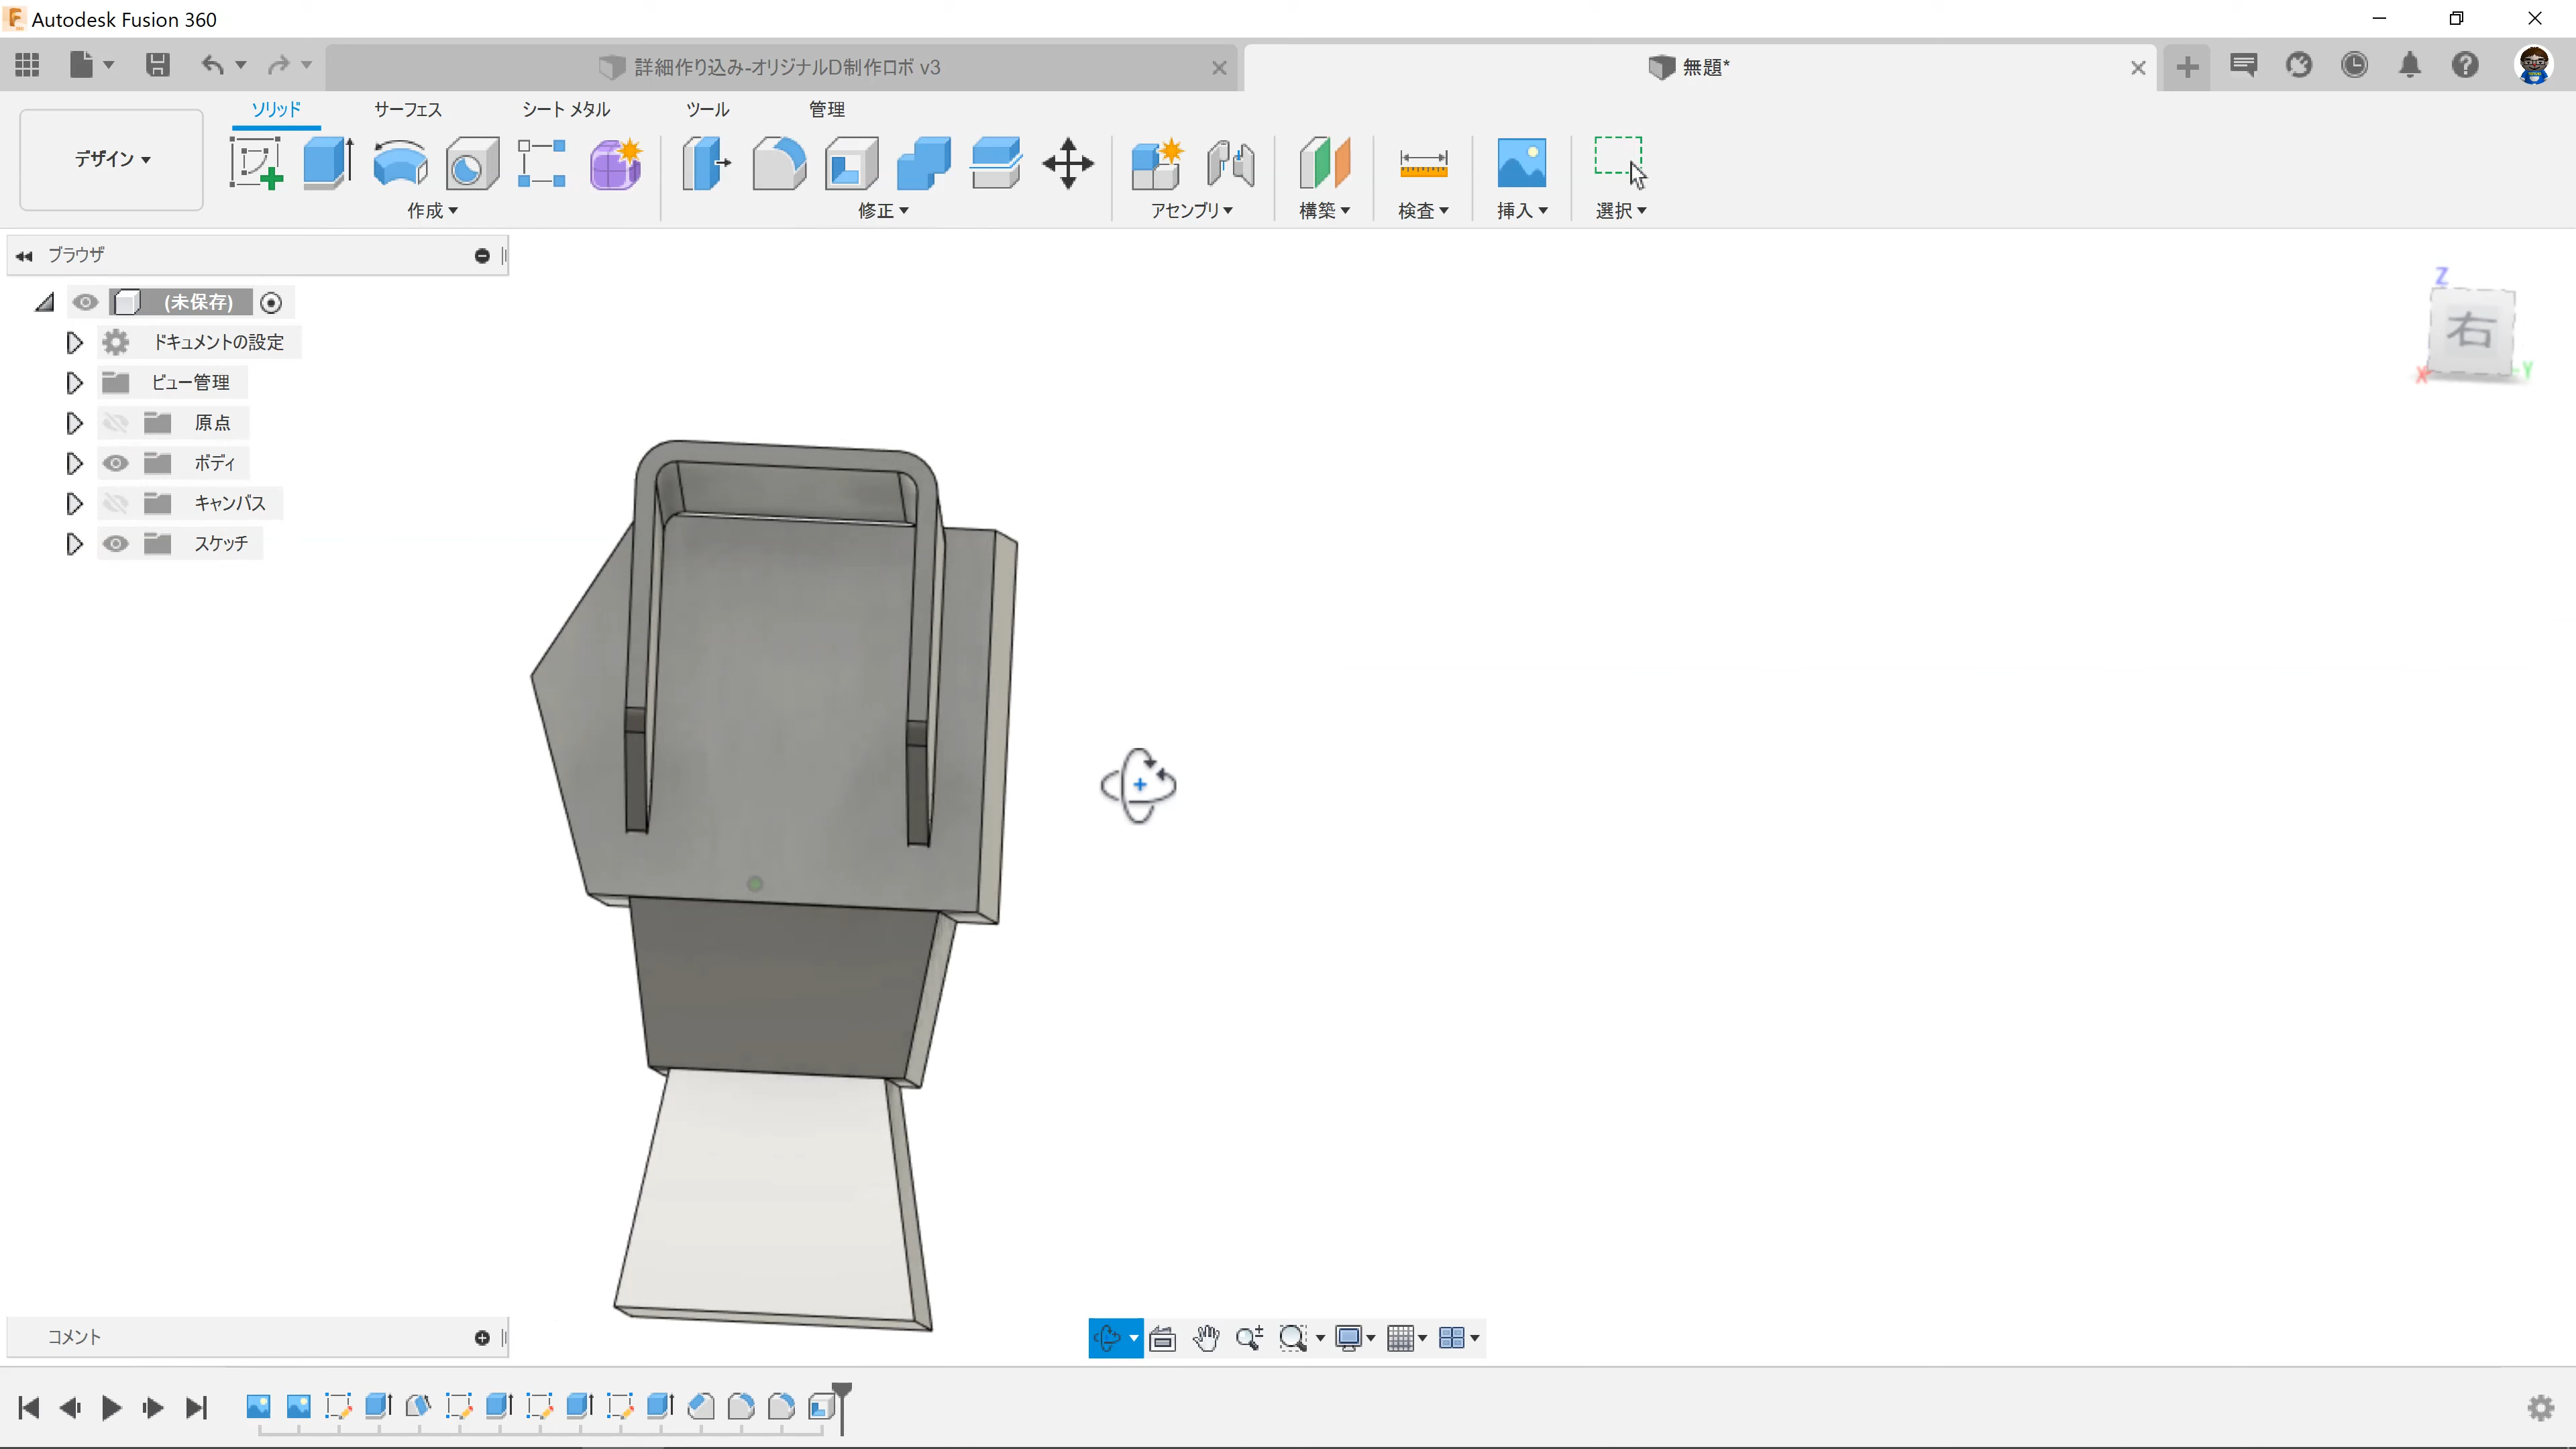 Autodesk Fusion 360
詳細作り込み-オリジナルD制作ロボ v3
無題*
デザイン
ソリッド
サーフェス
シート メタル
ツール
管理
作成
修正
アセンブリ
構築
検査
挿入
選択
ブラウザ
(未保存)
ドキュメントの設定
ビュー管理
原点
ボディ
キャンバス
スケッチ
Z
右
X
Y
コメント